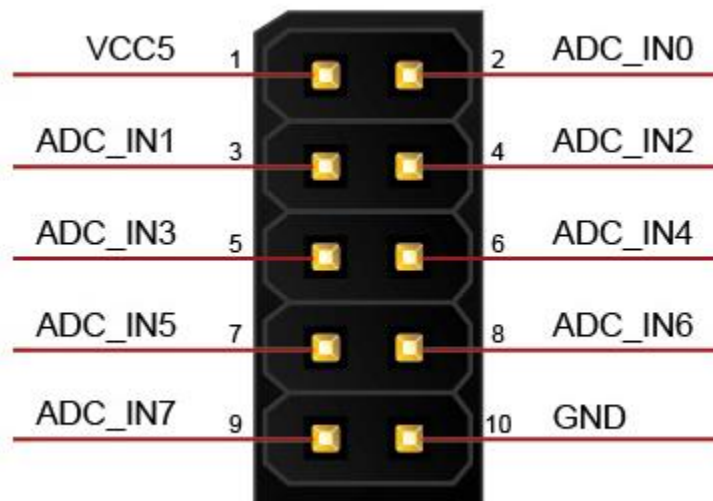 VCC5 1 2 ADC_IN0
ADC_IN1 3 4 ADC_IN2
ADC_IN3 5 6 ADC_IN4
ADC_IN5 7 8 ADC_IN6
ADC_IN7 9 10 GND